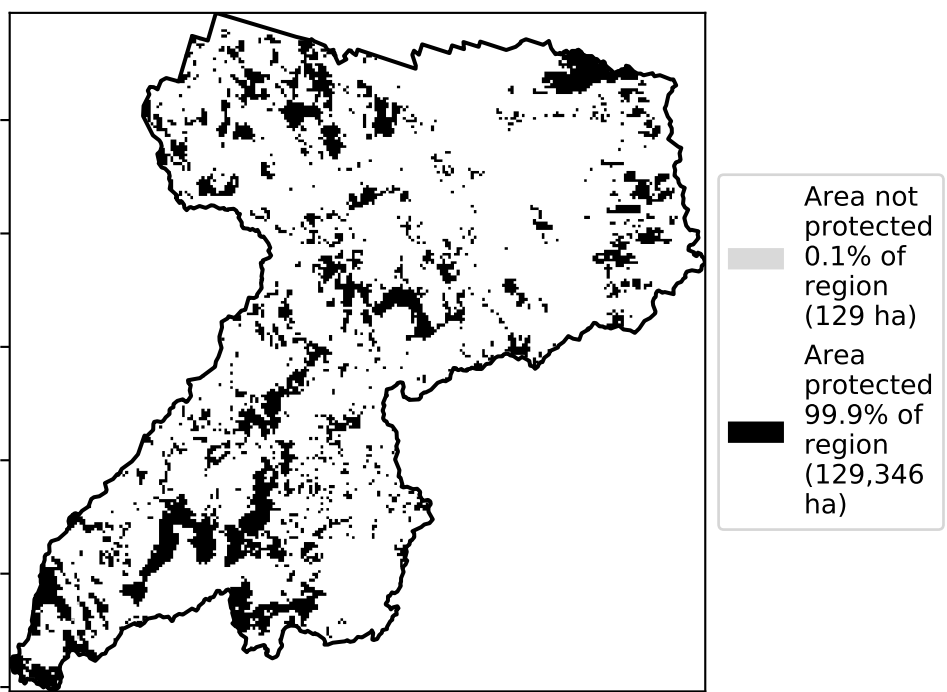 Area not
protected
0.1% of
region
(129 ha)
Area
protected
99.9% of
region
(129,346
ha)